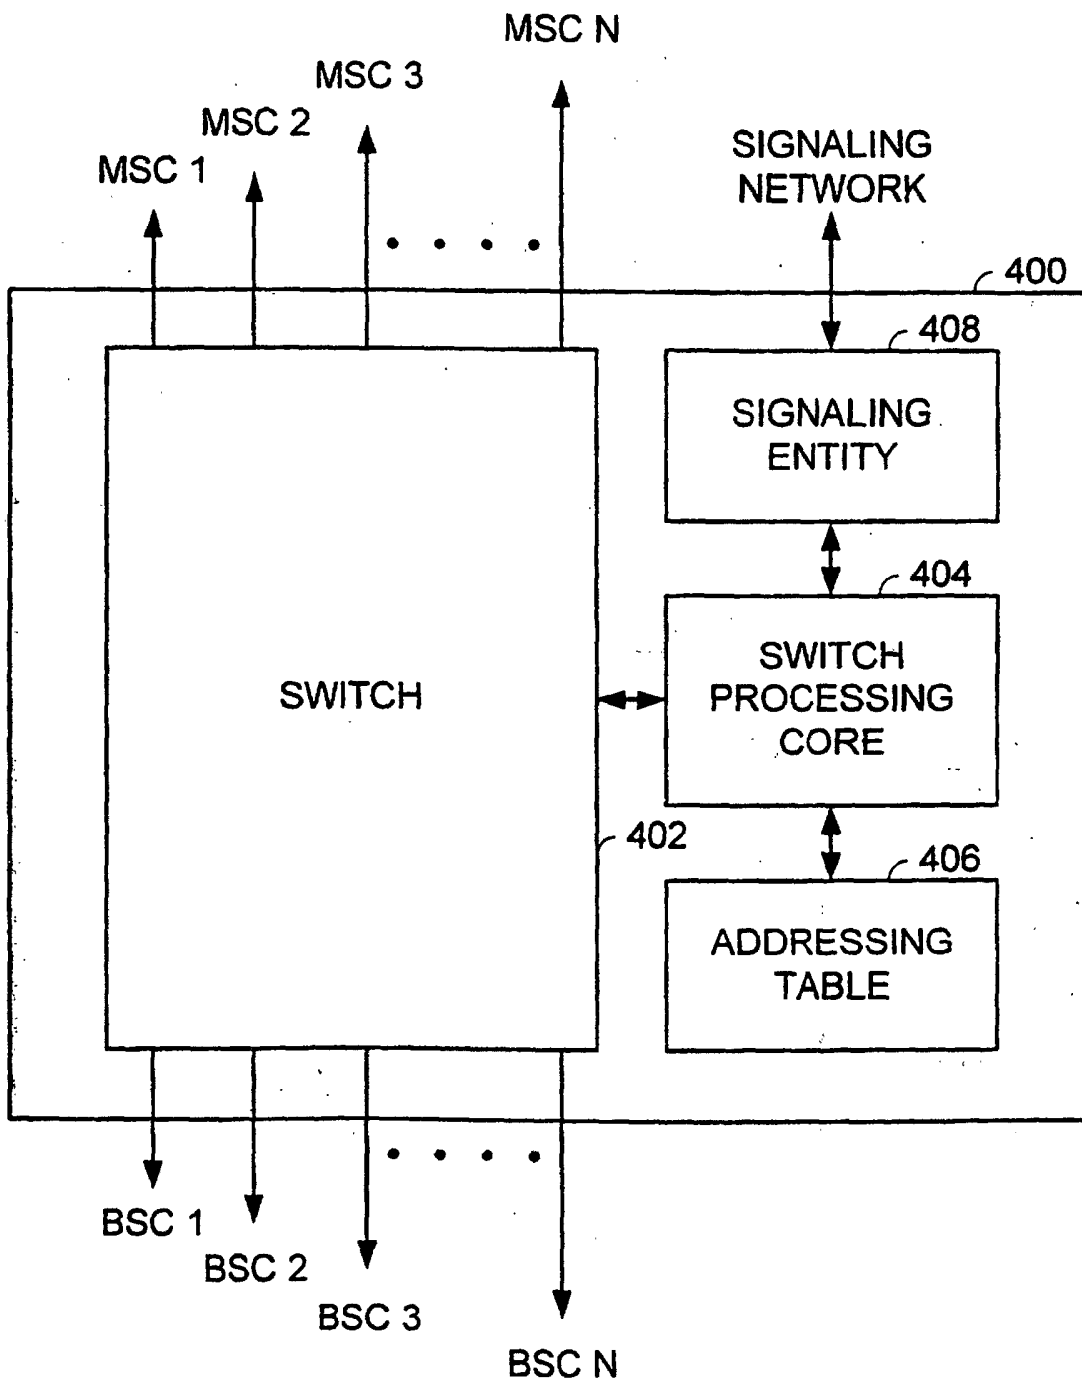 MSC N
MSC 3
MSC 2
MSC 1
SIGNALING
NETWORK
400
408
SIGNALING
ENTITY
404
SWITCH
PROCESSING
CORE
SWITCH
402
406
ADDRESSING
TABLE
BSC 1
BSC 2
BSC 3
BSC N